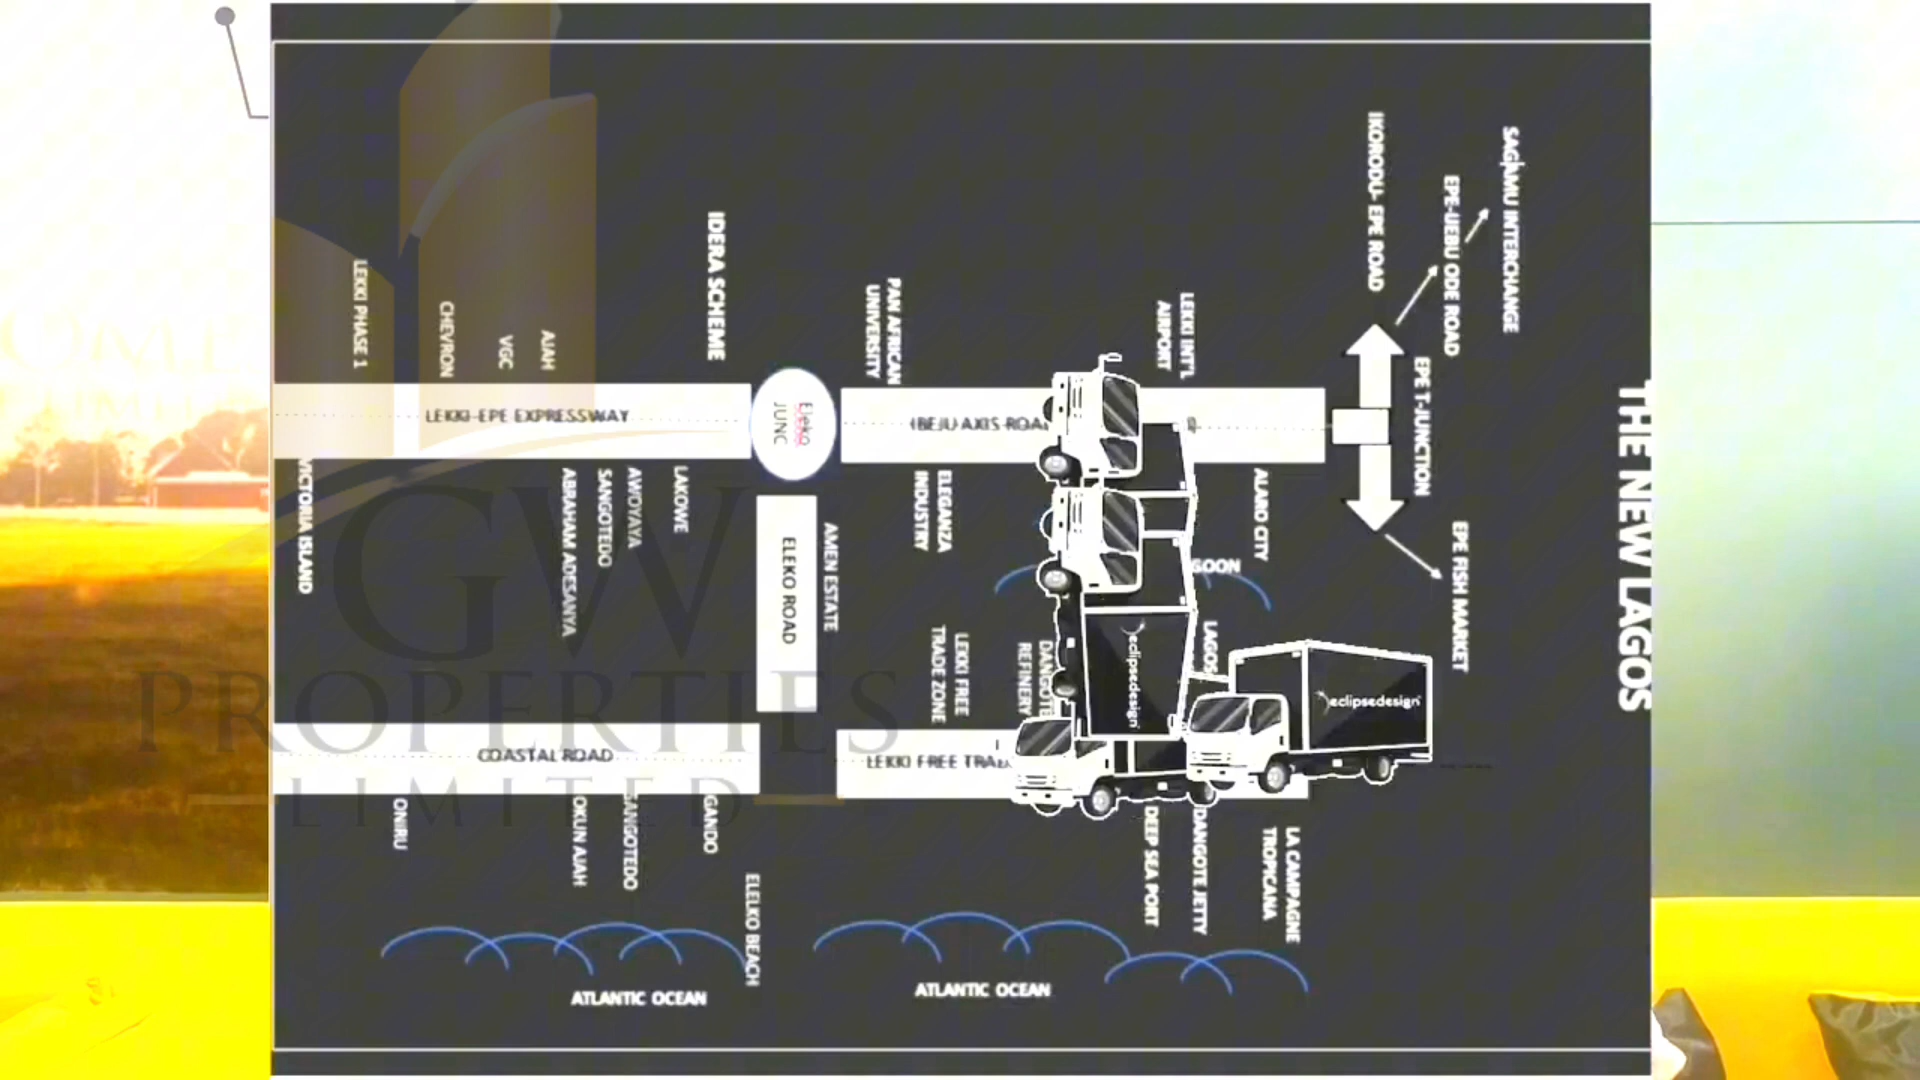 THE NEW LAGOS
SAGAMU INTERCHANGE
EPE-IJEBU ODE ROAD
IKORODU- EPE ROAD
EPE T-JUNCTION
EPE FISH MARKET
LEKKI INT'L
AIRPORT
PAN AFRICAN
UNIVERSITY
IDERA SCHEME
AJAH
VGC
CHEVRON
LEKKI PHASE 1
LEKKI-EPE EXPRESSWAY
Eleko
JUNC
IBEJU AXIS ROA
VICTORIA ISLAND
ABRAHAM ADESANYA
SANGOTEDO
AWOYAYA
LAKOWE
ELEKO ROAD
AMEN ESTATE
ELEGANZA
INDUSTRY
ALARO CITY
LAGOS
GOON
LEKKI FREE
TRADE ZONE
DANGOTE
REFINERY
eclipsedesign
eclipsedesign
COASTAL ROAD
LEKKI FREE TRAD
ONIRU
OKUN AJAH
SANGOTEDO
GANDO
ELELKO BEACH
DEEP SEA PORT
DANGOTE JETTY
LA CAMPAGNE
TROPICANA
ATLANTIC OCEAN
ATLANTIC OCEAN
GW
PROPERTIES
LIMITED